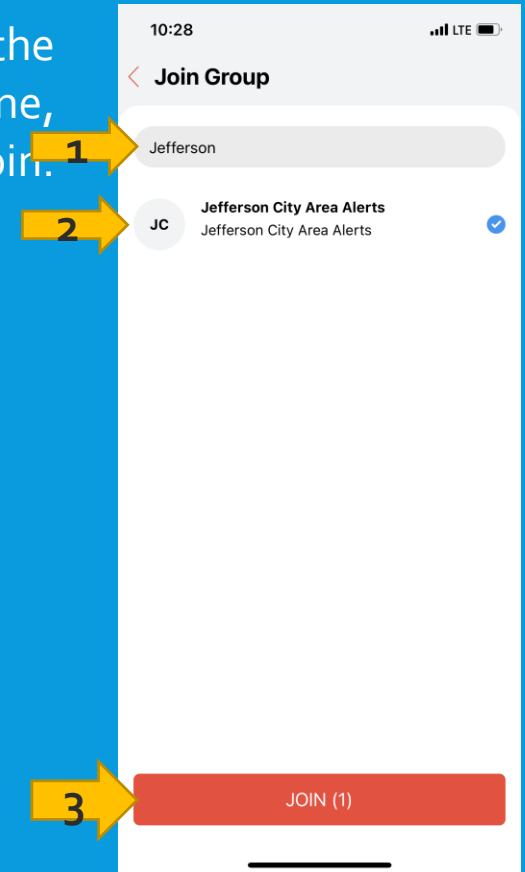 the
ne,
oin.
10:28
LTE
Join Group
1
Jefferson
2
JC
Jefferson City Area Alerts
Jefferson City Area Alerts
3
JOIN (1)